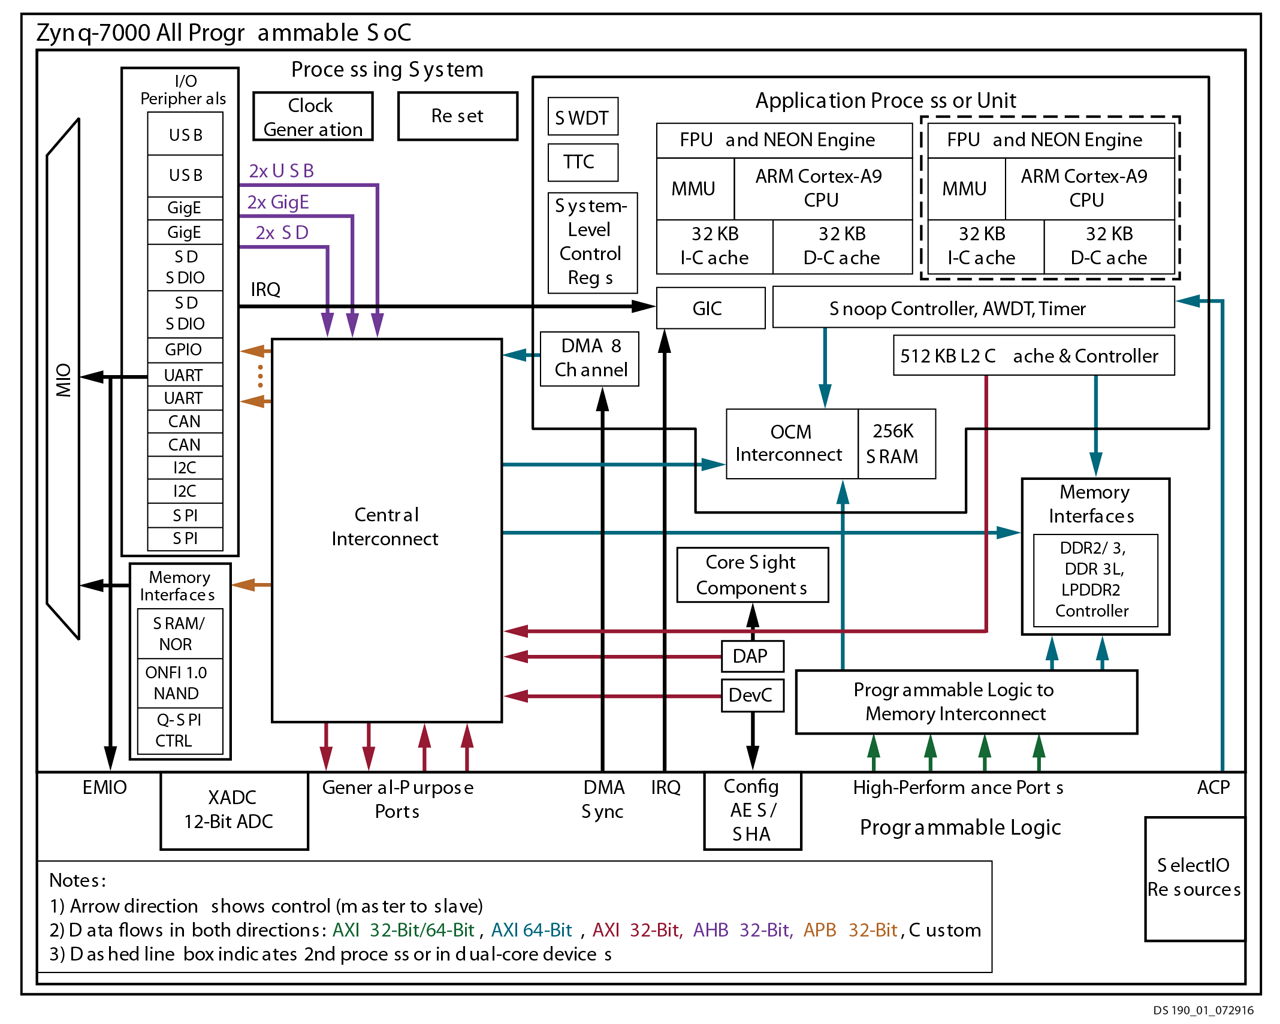 Zynq-7000 All Programmable SoC
Processing System
I/O
Peripherals
USB
USB
GigE
GigE
SD
SDIO
SD
SDIO
GPIO
UART
UART
CAN
CAN
I2C
I2C
SPI
SPI
MIO
Clock
Generation
Reset
2x USB
2x GigE
2x SD
IRQ
Application Processor Unit
SWDT
TTC
System-
Level
Control
Regs
FPU and NEON Engine
MMU
ARM Cortex-A9
CPU
32 KB
I-Cache
32 KB
D-Cache
FPU and NEON Engine
MMU
ARM Cortex-A9
CPU
32 KB
I-Cache
32 KB
D-Cache
GIC
Snoop Controller, AWDT, Timer
DMA 8
Channel
512 KB L2 Cache & Controller
OCM
Interconnect
256K
SRAM
Central
Interconnect
Memory
Interfaces
DDR2/3,
DDR3L,
LPDDR2
Controller
CoreSight
Components
DAP
DevC
Programmable Logic to
Memory Interconnect
Memory
Interfaces
SRAM/
NOR
ONFI 1.0
NAND
Q-SPI
CTRL
EMIO
XADC
12-Bit ADC
General-Purpose
Ports
DMA
Sync
IRQ
Config
AES/
SHA
High-Performance Ports
ACP
Programmable Logic
SelectIO
Resources
Notes:
1) Arrow direction shows control (master to slave)
2) Data flows in both directions: AXI 32-Bit/64-Bit, AXI 64-Bit, AXI 32-Bit, AHB 32-Bit, APB 32-Bit, Custom
3) Dashed line box indicates 2nd processor in dual-core devices
DS190_01_072916